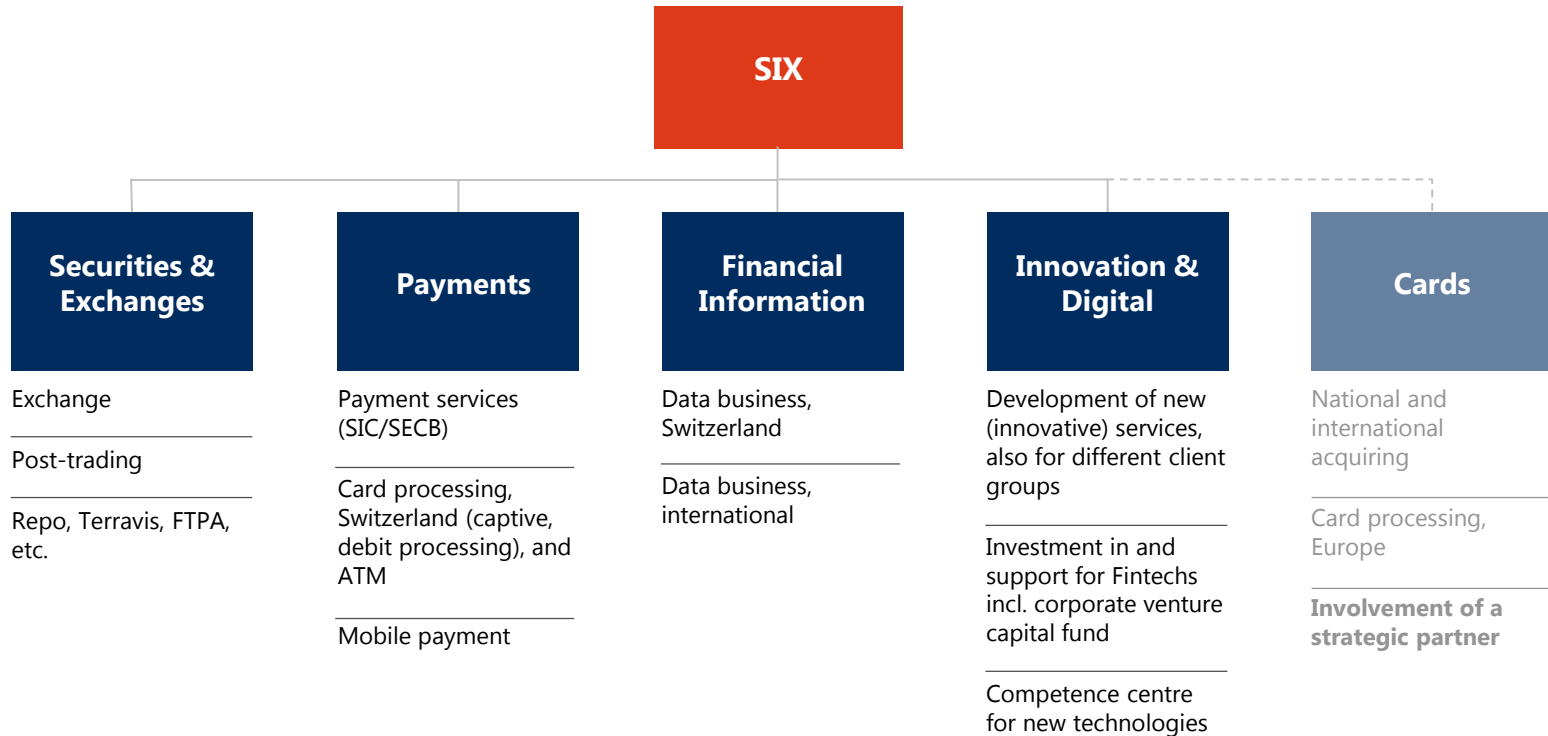 SIX
Securities &
Exchanges
Payments
Financial
Information
Innovation &
Digital
Cards
Exchange
Post-trading
Repo, Terravis, FTPA,
etc.
Payment services
(SIC/SECB)
Card processing,
Switzerland (captive,
debit processing), and
ATM
Mobile payment
Data business,
Switzerland
Data business,
international
Development of new
(innovative) services,
also for different client
groups
Investment in and
support for Fintechs
incl. corporate venture
capital fund
Competence centre
for new technologies
National and
international
acquiring
Card processing,
Europe
Involvement of a
strategic partner